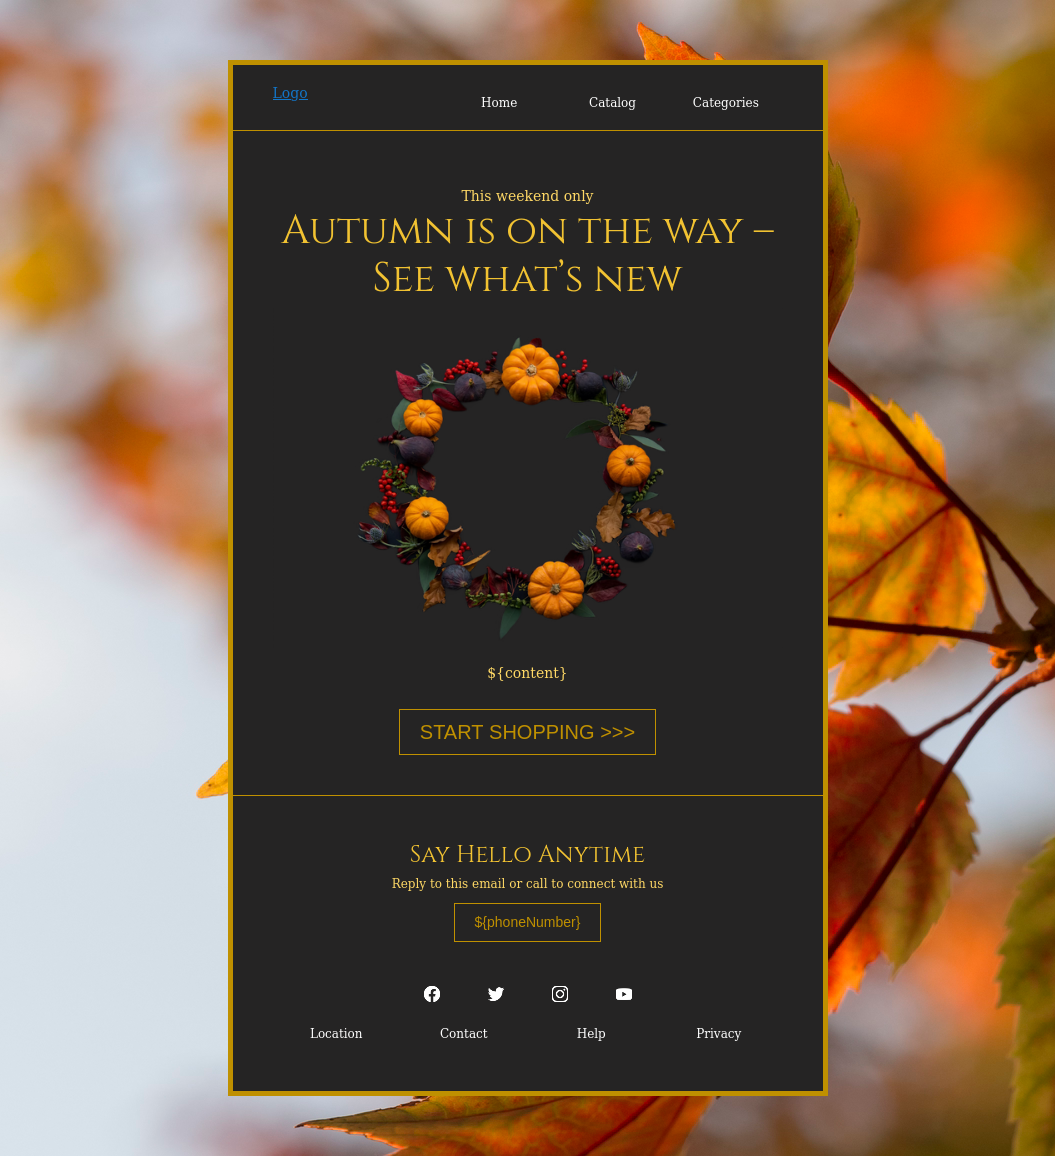 Logo
Home Catalog Categories
This weekend only
Autumn is on the way –
See what’s new
${content}
START SHOPPING >>>
Say Hello Anytime
Reply to this email or call to connect with us
${phoneNumber}
Location Contact Help Privacy